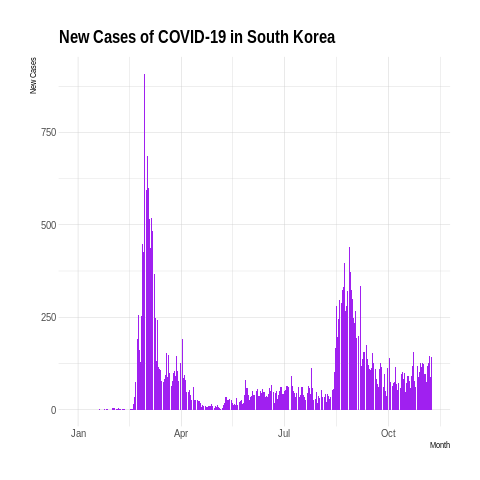 New Cases of COVID-19 in South Korea
New Cases
750
500
250
0
Jan Apr Jul Oct
Month